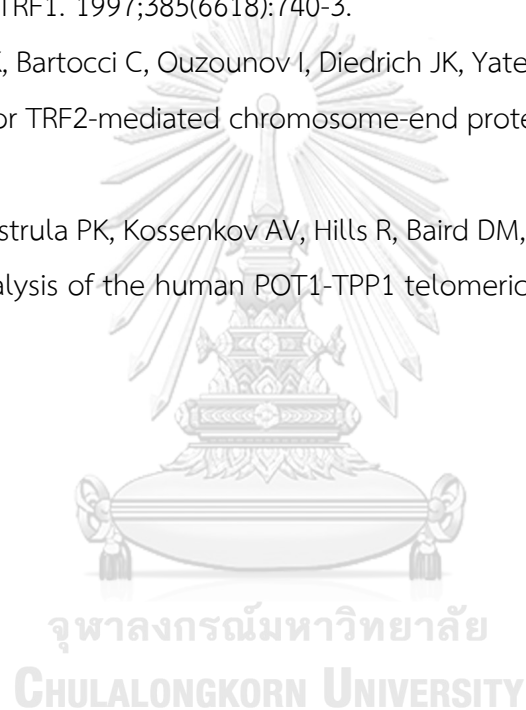 TRF1. 1997;385(6618):740-3.
, Bartocci C, Ouzounov I, Diedrich JK, Yate
or TRF2-mediated chromosome-end prote
strula PK, Kossenkov AV, Hills R, Baird DM,
alysis of the human POT1-TPP1 telomeric
จุฬาลงกรณ์มหาวิทยาลัย
CHULALONGKORN UNIVERSITY